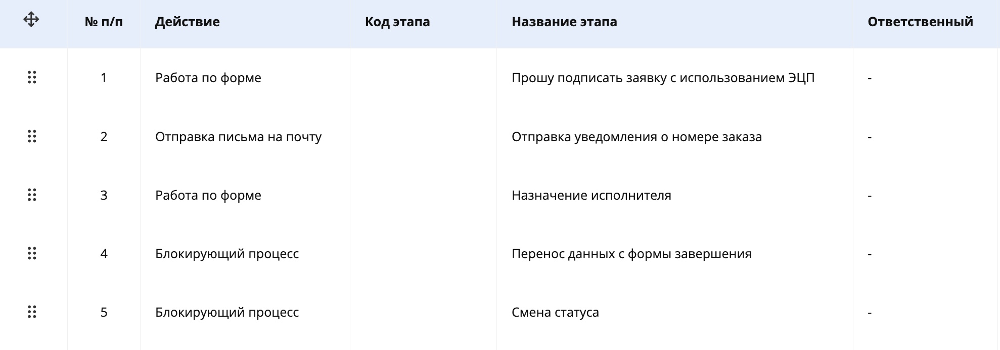 № п/п Действие Код этапа Название этапа Ответственный
1 Работа по форме Прошу подписать заявку с использованием ЭЦП -
2 Отправка письма на почту Отправка уведомления о номере заказа -
3 Работа по форме Назначение исполнителя -
4 Блокирующий процесс Перенос данных с формы завершения -
5 Блокирующий процесс Смена статуса -